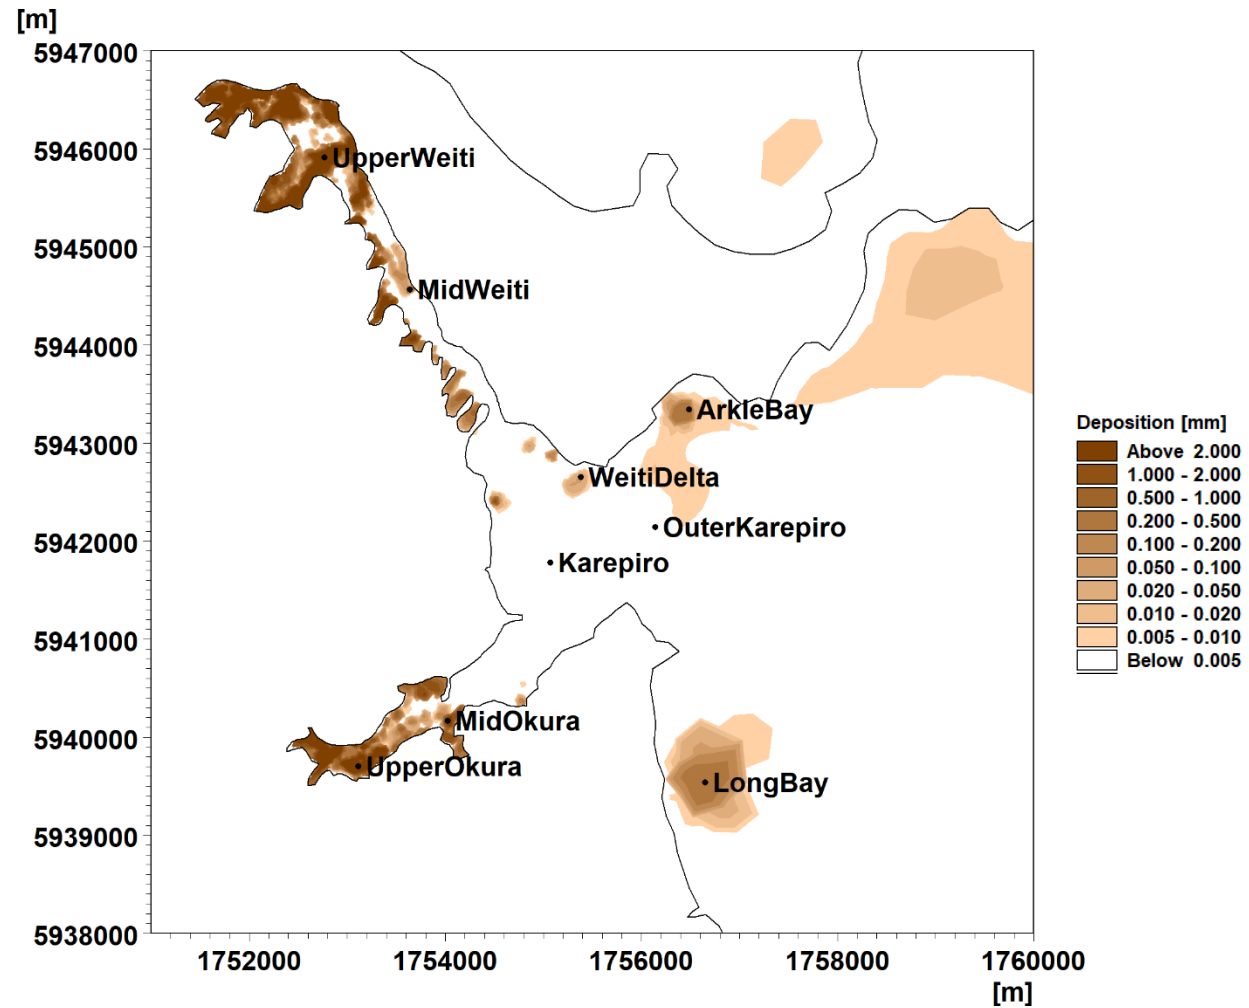 [m]
5947000
5946000
5945000
5944000
5943000
5942000
5941000
5940000
5939000
5938000
UpperWeiti
MidWeiti
ArkleBay
WeitiDelta
OuterKarepiro
Karepiro
MidOkura
UpperOkura
LongBay
1752000 1754000 1756000 1758000 1760000
[m]
Deposition [mm]
Above 2.000
1.000 - 2.000
0.500 - 1.000
0.200 - 0.500
0.100 - 0.200
0.050 - 0.100
0.020 - 0.050
0.010 - 0.020
0.005 - 0.010
Below 0.005